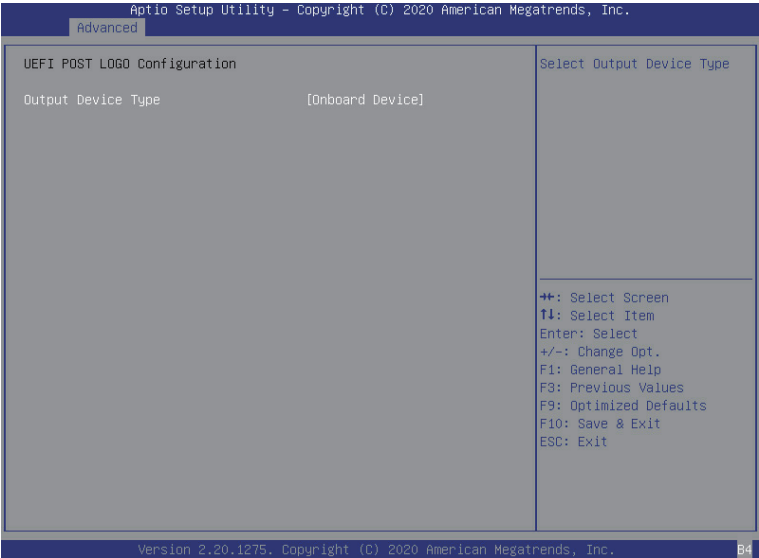 Aptio Setup Utility – Copyright (C) 2020 American Megatrends, Inc.
Advanced
UEFI POST LOGO Configuration
Output Device Type [Onboard Device]
Select Output Device Type
→←: Select Screen
↑↓: Select Item
Enter: Select
+/-: Change Opt.
F1: General Help
F3: Previous Values
F9: Optimized Defaults
F10: Save & Exit
ESC: Exit
Version 2.20.1275. Copyright (C) 2020 American Megatrends, Inc.
B4